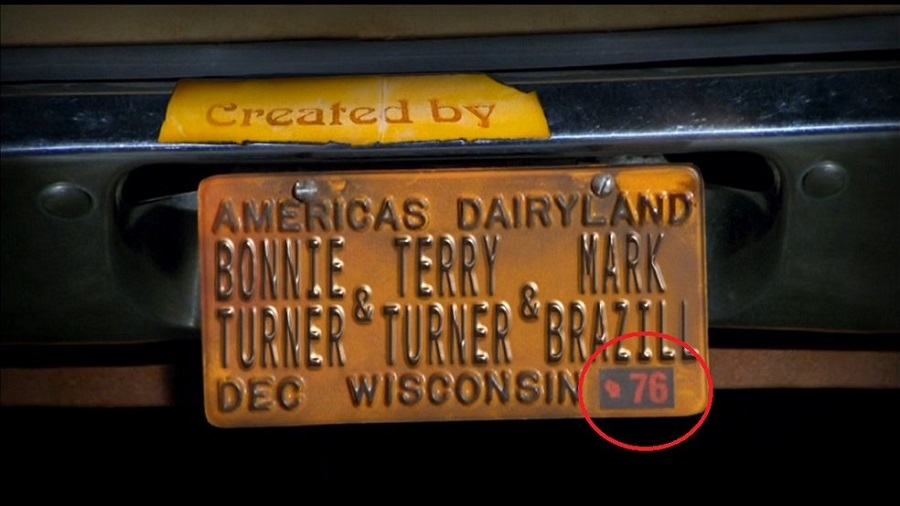 Created by
AMERICAS DAIRYLAND
BONNIE TERRY MARK
& &
TURNER TURNER BRAZILL
DEC WISCONSIN 76